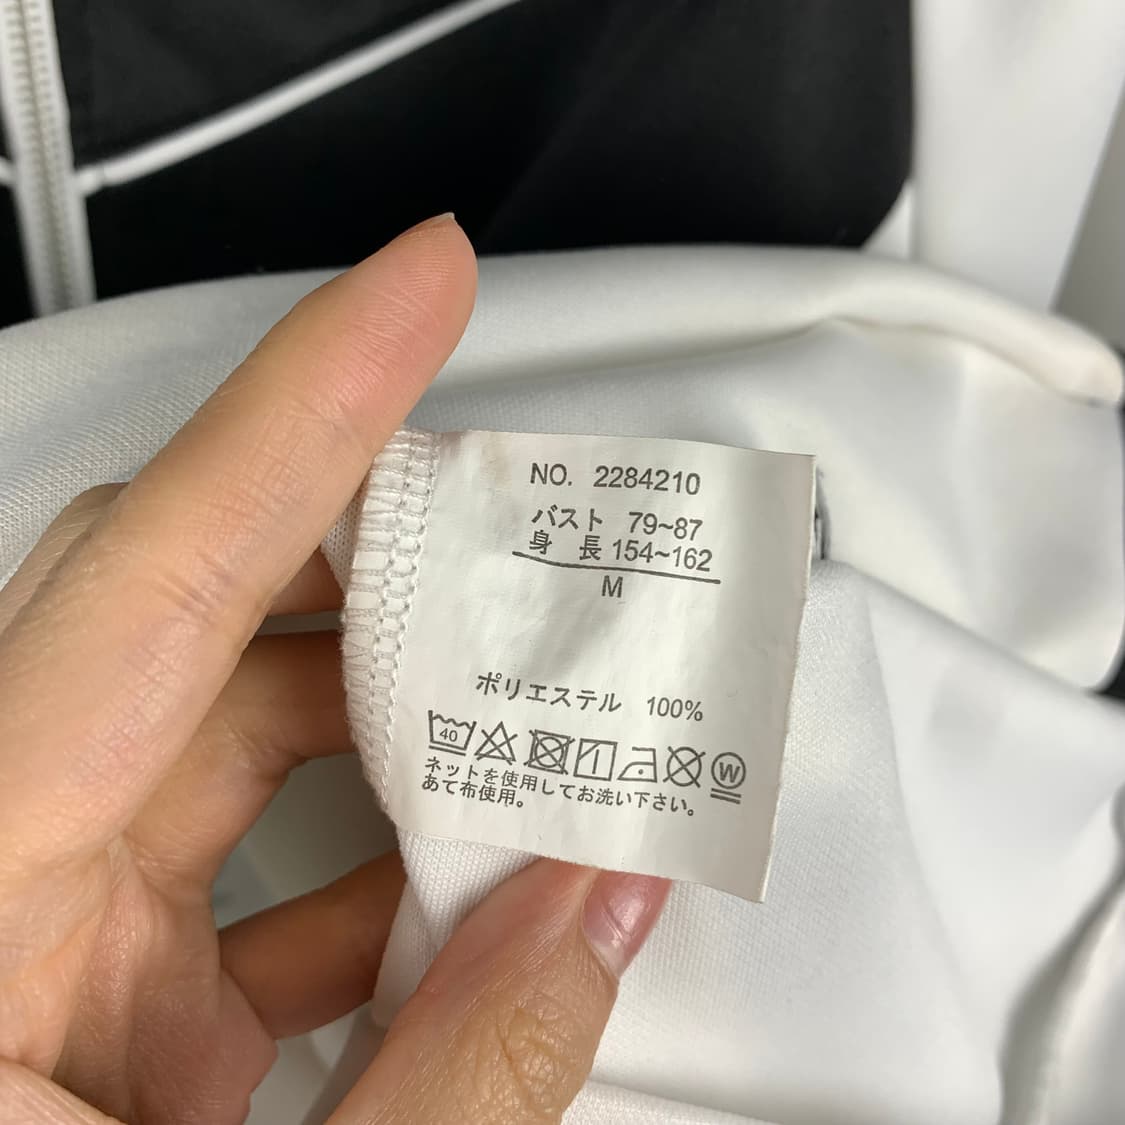 NO. 2284210
バスト 79~87
身 長 154~162
M
ポリエステル 100%
40
W
ネットを使用してお洗い下さい。
あて布使用。